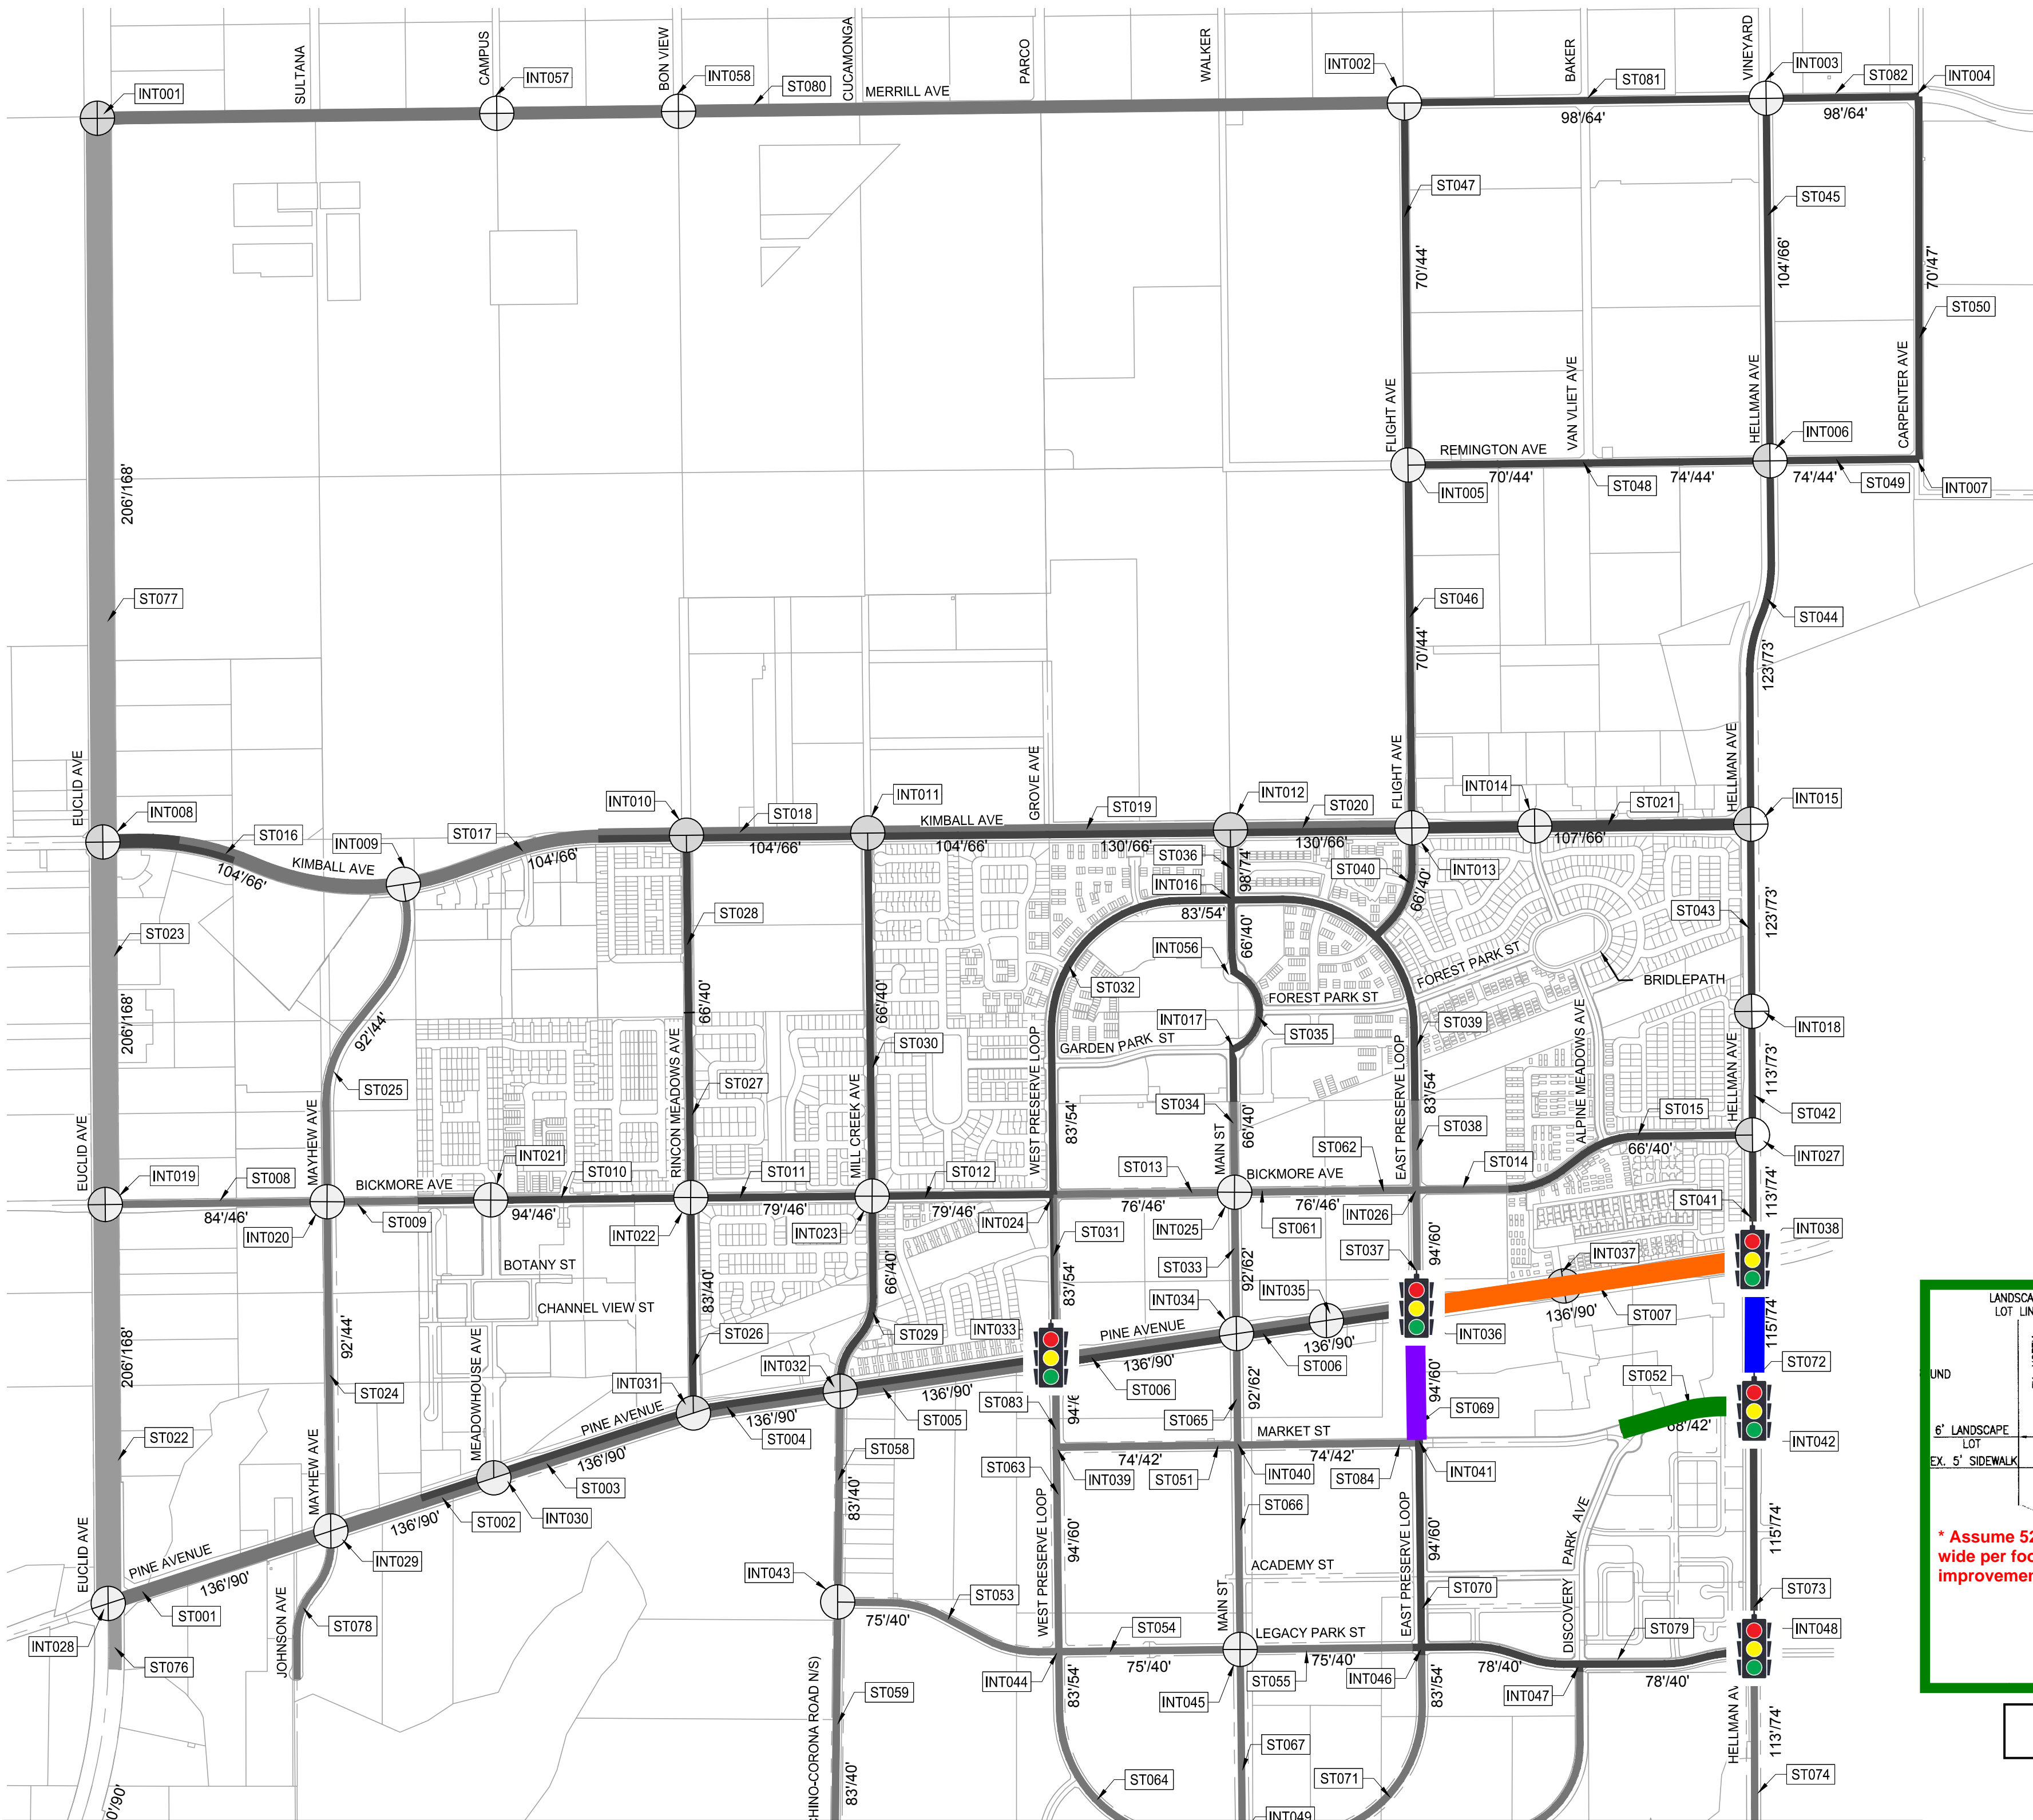 SULTANA
CAMPUS
BON VIEW
CUCAMONGA
PARCO
WALKER
BAKER
VINEYARD
INT001
INT057
INT058
ST080
MERRILL AVE
INT002
ST081
INT003
ST082
INT004
98'/64'
98'/64'
ST047
ST045
70'/44'
104'/66'
70'/47'
ST050
FLIGHT AVE
VAN VLIET AVE
HELLMAN AVE
CARPENTER AVE
INT006
REMINGTON AVE
206'/168'
70'/44'
74'/44'
74'/44'
INT005
ST048
ST049
INT007
ST077
ST046
ST044
70'/44'
123'/73'
EUCLID AVE
GROVE AVE
FLIGHT AVE
HELLMAN AVE
INT008
INT010
INT011
INT012
INT014
ST021
INT015
ST016
INT009
ST017
ST018
KIMBALL AVE
ST019
ST020
KIMBALL AVE
104'/66'
104'/66'
104'/66'
104'/66'
130'/66'
130'/66'
107'/66'
ST036
98'/74'
ST040
INT013
INT016
66'/40'
ST028
83'/54'
ST043
123'/73'
ST023
66'/40'
INT056
FOREST PARK ST
BRIDLEPATH
ST032
FOREST PARK ST
206'/168'
92'/44'
66'/40'
66'/40'
INT017
ST035
ST039
INT018
ST030
GARDEN PARK ST
WEST PRESERVE LOOP
EAST PRESERVE LOOP
ALPINE MEADOWS AVE
HELLMAN AVE
113'/73'
ST025
ST027
RINCON MEADOWS AVE
MILL CREEK AVE
ST034
83'/54'
ST015
ST042
EUCLID AVE
MAYHEW AVE
83'/54'
MAIN ST
66'/40'
ST062
ST038
66'/40'
INT027
INT019
ST008
INT021
ST010
ST011
ST012
ST013
BICKMORE AVE
ST014
BICKMORE AVE
84'/46'
ST009
94'/46'
79'/46'
79'/46'
76'/46'
76'/46'
113'/74'
ST041
INT020
INT022
INT023
INT024
INT025
ST061
INT026
INT038
BOTANY ST
ST031
ST037
94'/60'
INT037
ST033
92'/62'
CHANNEL VIEW ST
83'/40'
66'/40'
83'/54'
INT034
INT035
136'/90'
ST007
115'/74'
ST026
ST029
INT033
PINE AVENUE
INT036
206'/168'
92'/44'
MEADOWHOUSE AVE
INT032
136'/90'
ST006
136'/90'
ST072
ST024
INT031
136'/90'
ST006
92'/62'
94'/60'
ST052
LOT LIN
UND
PINE AVENUE
136'/90'
ST005
ST083
ST065
ST069
ST022
ST004
MARKET ST
68'/42'
6' LANDSCAPE
LOT
EX. 5' SIDEWALK
ST058
74'/42'
74'/42'
INT042
136'/90'
ST003
ST063
INT039
ST051
INT040
ST084
INT041
MAYHEW AVE
83'/40'
ST066
136'/90'
ST002
INT030
WEST PRESERVE LOOP
94'/60'
EAST PRESERVE LOOP
94'/60'
PARK AVE
115'/74'
* Assume 52
wide per foo
improvemen
EUCLID AVE
PINE AVENUE
INT029
ACADEMY ST
INT043
MAIN ST
DISCOVERY
136'/90'
ST053
ST070
ST073
ST001
JOHNSON AVE
ST078
75'/40'
ST054
LEGACY PARK ST
ST079
INT048
INT028
75'/40'
75'/40'
78'/40'
78'/40'
ST076
INT044
INT045
ST055
INT046
INT047
83'/54'
83'/54'
ST059
HELLMAN AV
113'/74'
CHINO-CORONA ROAD N/S)
83'/40'
ST067
ST064
ST071
ST074
0'/90'
INT049